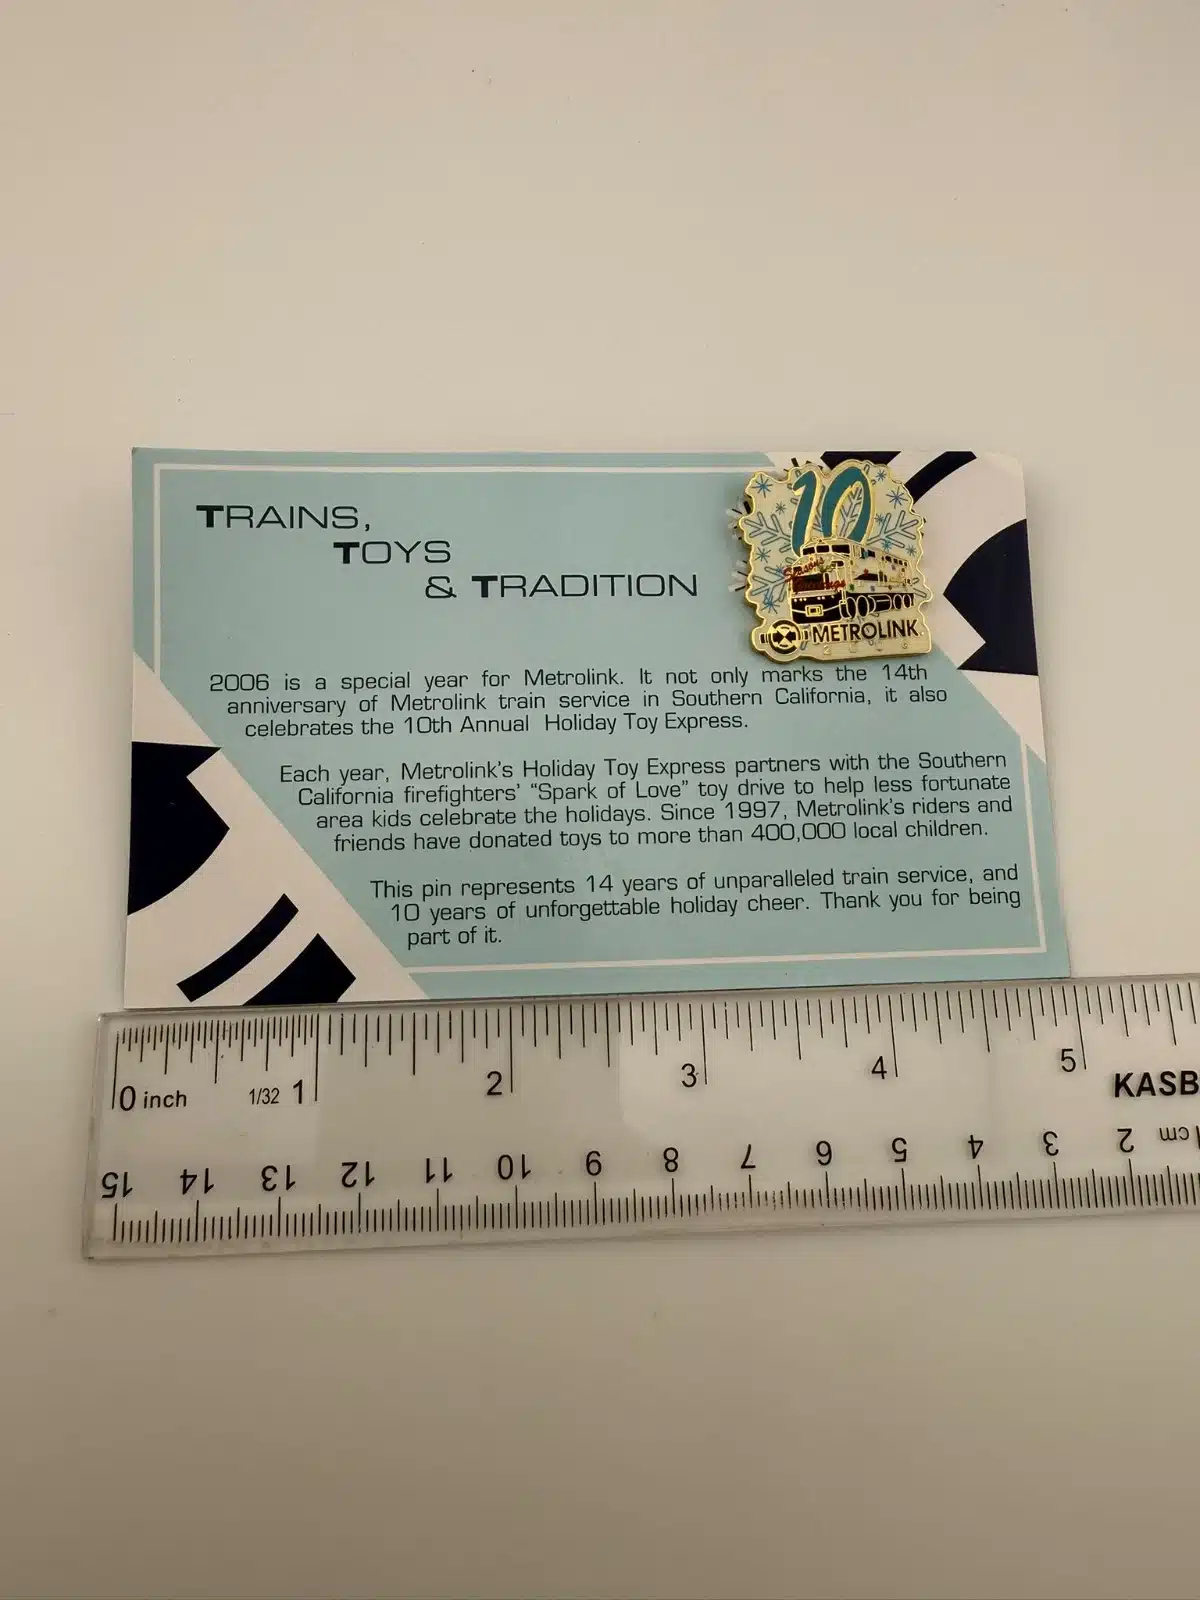 TRAINS,
TOYS
& TRADITION
10
Season's
Greetings
METROLINK
2006
2006 is a special year for Metrolink. It not only marks the 14th
anniversary of Metrolink train service in Southern California, it also
celebrates the 10th Annual Holiday Toy Express.
Each year, Metrolink's Holiday Toy Express partners with the Southern
California firefighters' “Spark of Love” toy drive to help less fortunate
area kids celebrate the holidays. Since 1997, Metrolink's riders and
friends have donated toys to more than 400,000 local children.
This pin represents 14 years of unparalleled train service, and
10 years of unforgettable holiday cheer. Thank you for being
part of it.
0 inch 1/32 1 2 3 4 5
KASB
15 14 13 12 11 10 9 8 7 6 5 4 3 2 1 cm